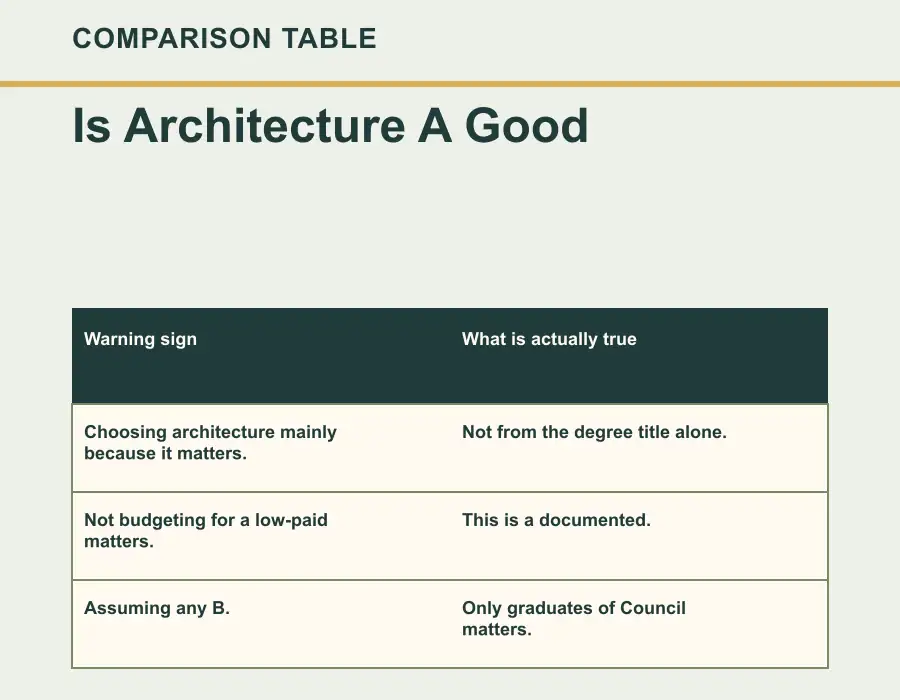 COMPARISON TABLE
Is Architecture A Good
Warning sign
What is actually true
Choosing architecture mainly
because it matters.
Not from the degree title alone.
Not budgeting for a low-paid
matters.
This is a documented.
Assuming any B.
Only graduates of Council
matters.